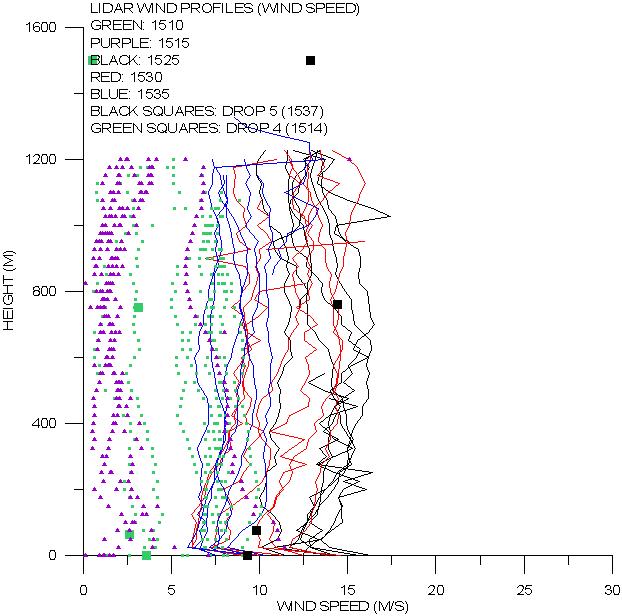 LIDAR WIND PROFILES (WIND SPEED)
GREEN: 1510
PURPLE: 1515
BLACK: 1525
RED: 1530
BLUE: 1535
BLACK SQUARES: DROP 5 (1537)
GREEN SQUARES: DROP 4 (1514)
1600
1200
800
400
0
HEIGHT (M)
0 5 10 15 20 25 30
WIND SPEED (M/S)